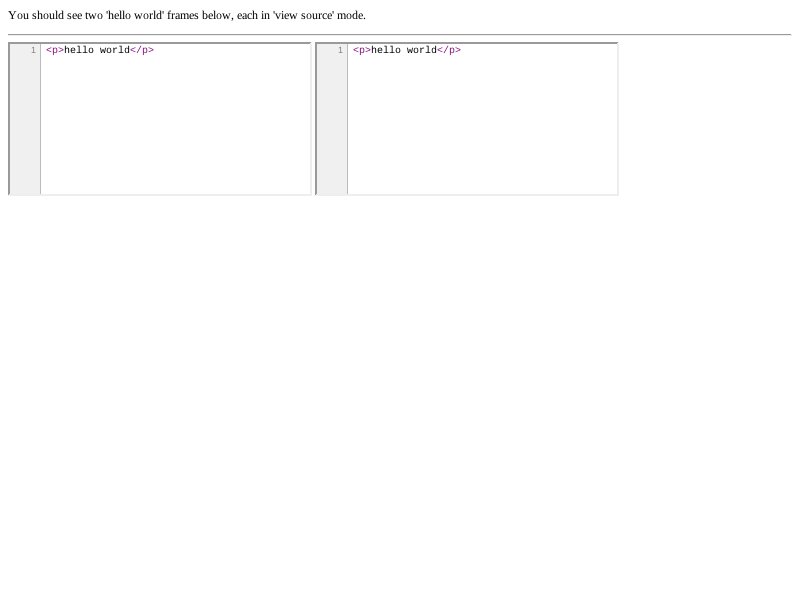 You should see two 'hello world' frames below, each in 'view source' mode.
1 <p>hello world</p>
1 <p>hello world</p>